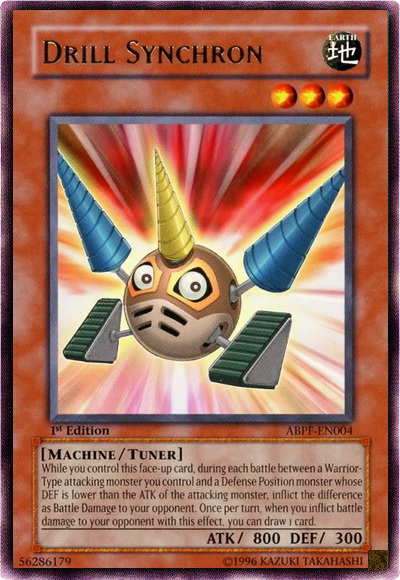 DRILL SYNCHRON
EARTH
地
1st Edition
ABPF-EN004
[MACHINE/TUNER]
While you control this face-up card, during each battle between a Warrior-
Type attacking monster you control and a Defense Position monster whose
DEF is lower than the ATK of the attacking monster, inflict the difference
as Battle Damage to your opponent. Once per turn, when you inflict battle
damage to your opponent with this effect, you can draw 1 card.
ATK/ 800 DEF/ 300
56286179
©1996 KAZUKI TAKAHASHI